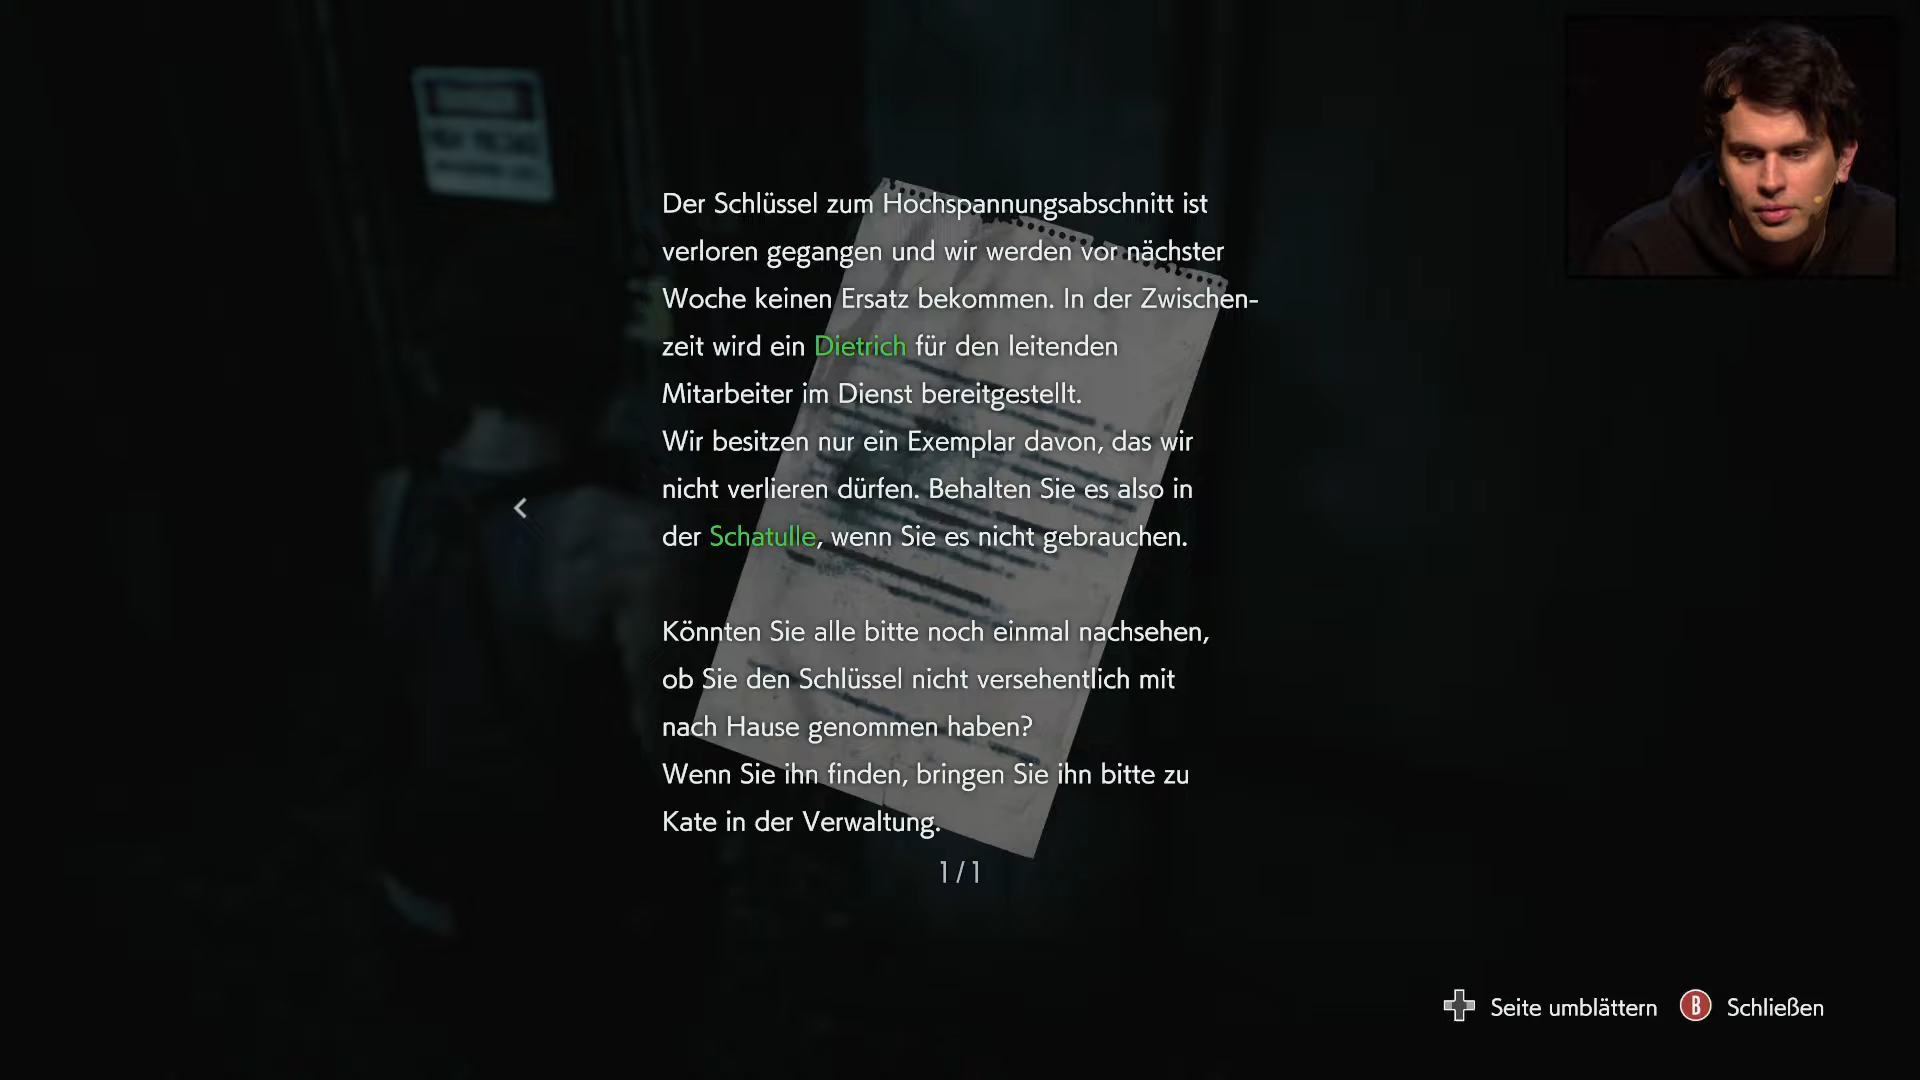 Der Schlüssel zum Hochspannungsabschnitt ist
verloren gegangen und wir werden vor nächster
Woche keinen Ersatz bekommen. In der Zwischen-
zeit wird ein Dietrich für den leitenden
Mitarbeiter im Dienst bereitgestellt.
Wir besitzen nur ein Exemplar davon, das wir
nicht verlieren dürfen. Behalten Sie es also in
der Schatulle, wenn Sie es nicht gebrauchen.
Könnten Sie alle bitte noch einmal nachsehen,
ob Sie den Schlüssel nicht versehentlich mit
nach Hause genommen haben?
Wenn Sie ihn finden, bringen Sie ihn bitte zu
Kate in der Verwaltung.
1/1
Seite umblättern B Schließen